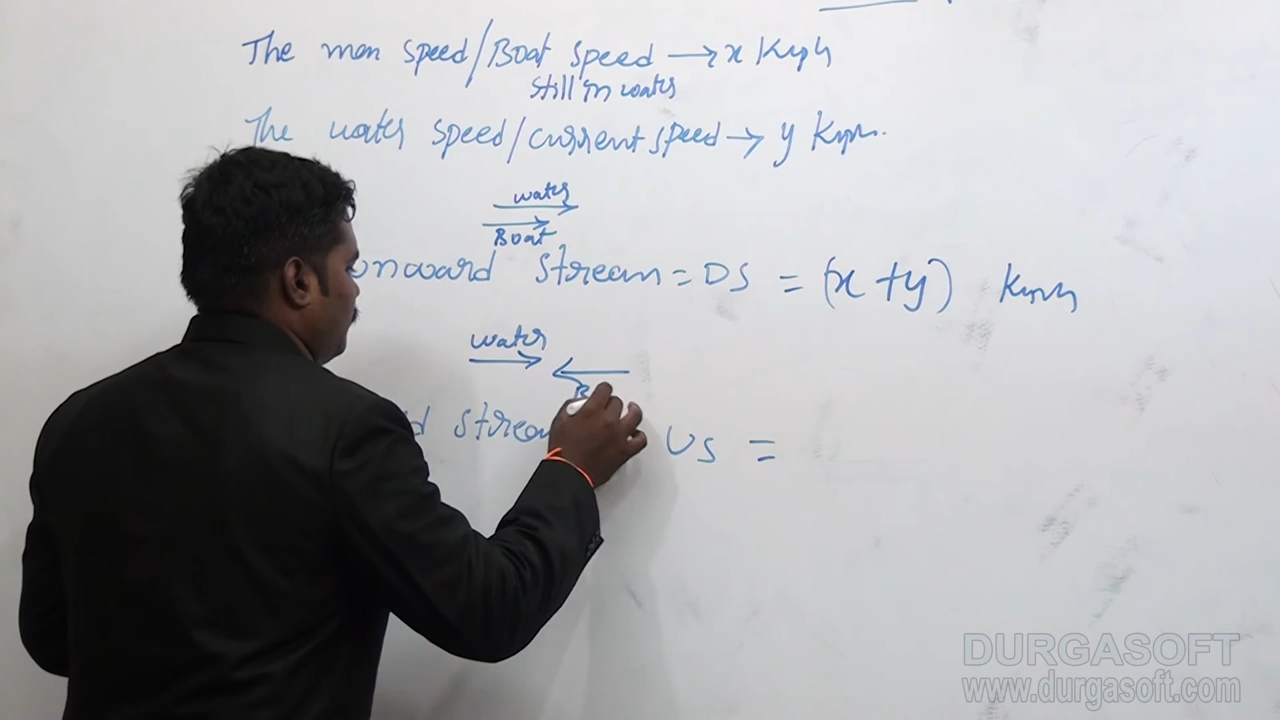 The man speed/Boat speed → x Kmph
still in water
The water speed/current speed → y Kmph.
water
Boat
onward stream = DS = (x + y) Kmph
water
B
d stream US =
DURGASOFT
www.durgasoft.com